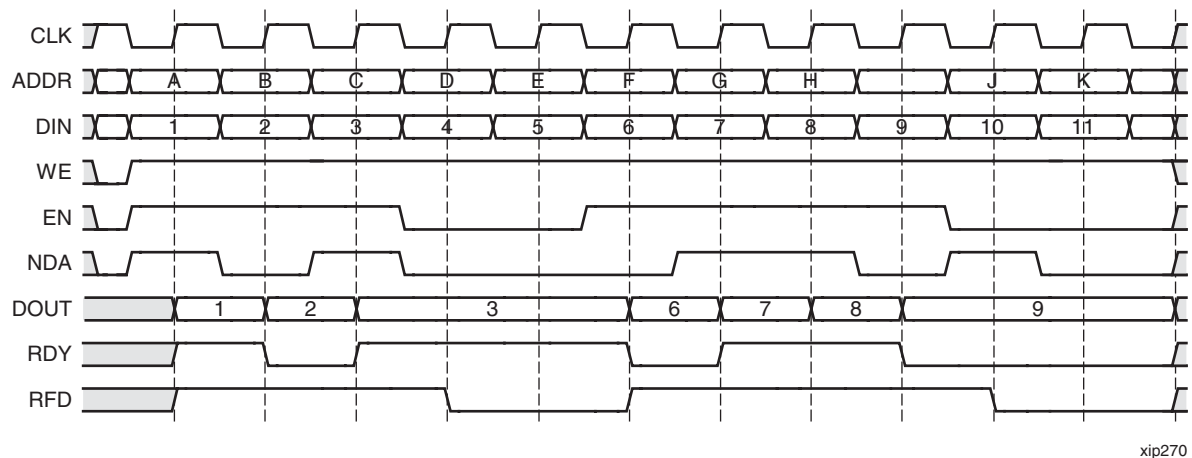 CLK
ADDR A B C D E F G H J K
DIN 1 2 3 4 5 6 7 8 9 10 11
WE
EN
NDA
DOUT 1 2 3 6 7 8 9
RDY
RFD
xip270